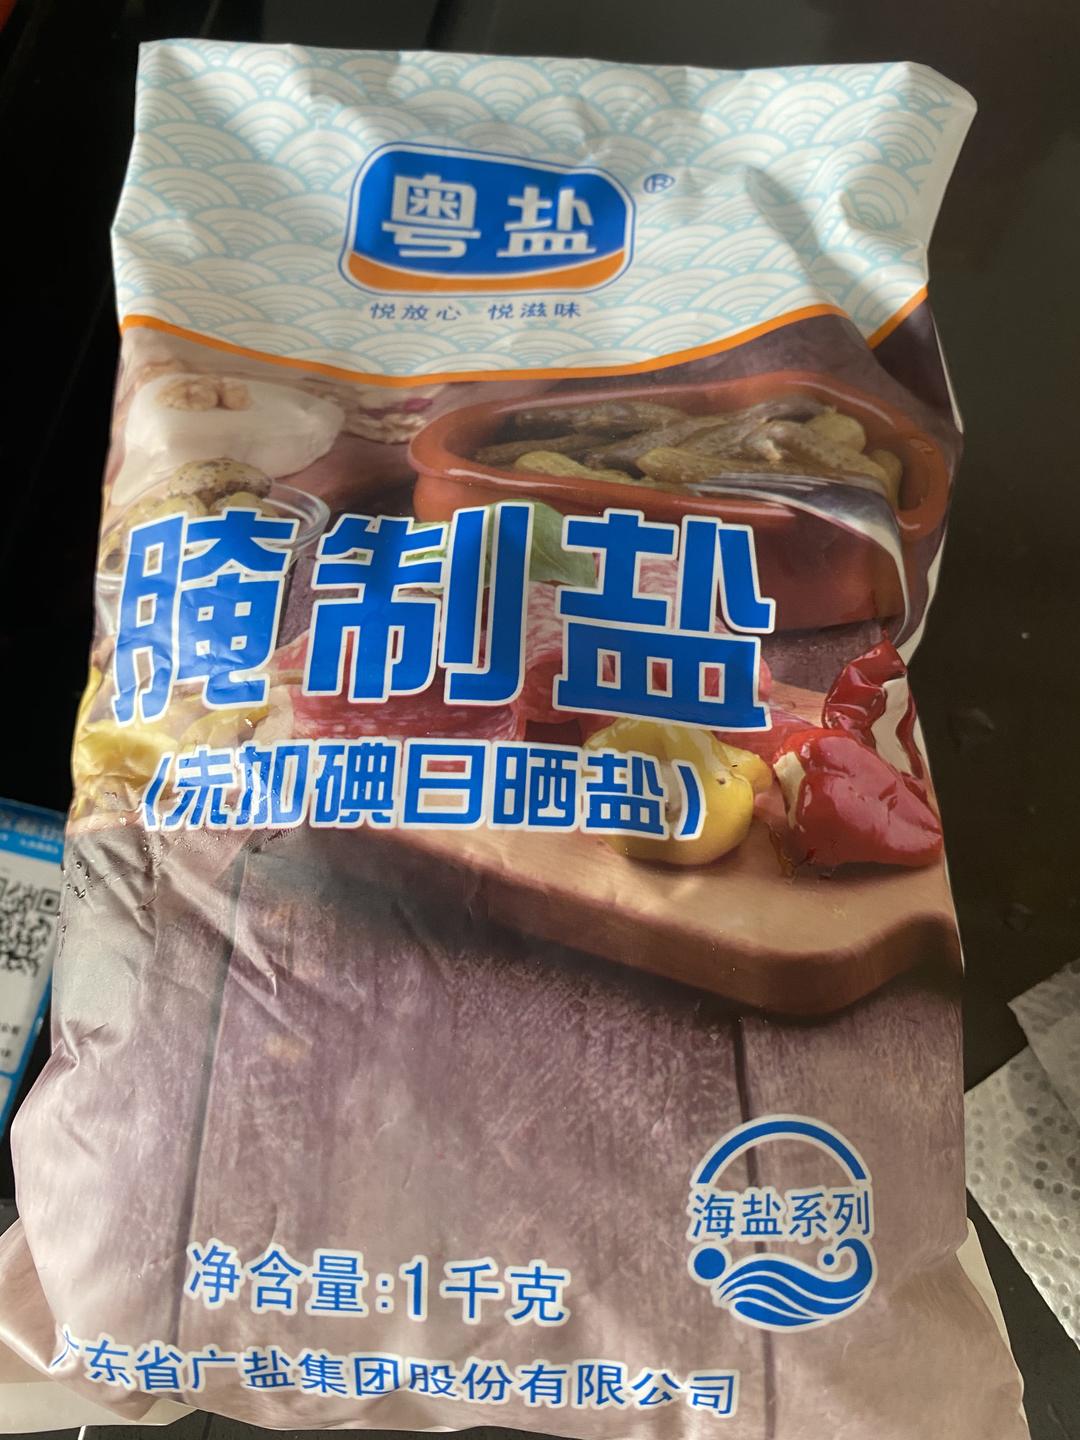 粤盐®
悦放心 悦滋味
腌制盐
(未加碘日晒盐)
海盐系列
净含量:1千克
广东省广盐集团股份有限公司